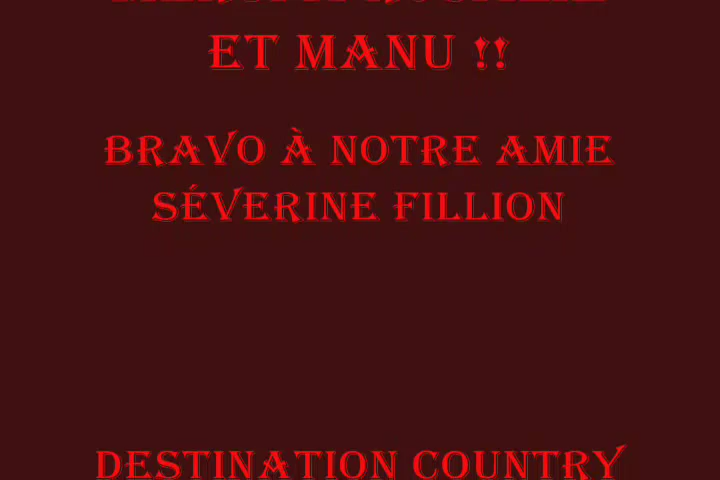 ET MANU !!
BRAVO À NOTRE AMIE
SÉVERINE FILLION
DESTINATION COUNTRY